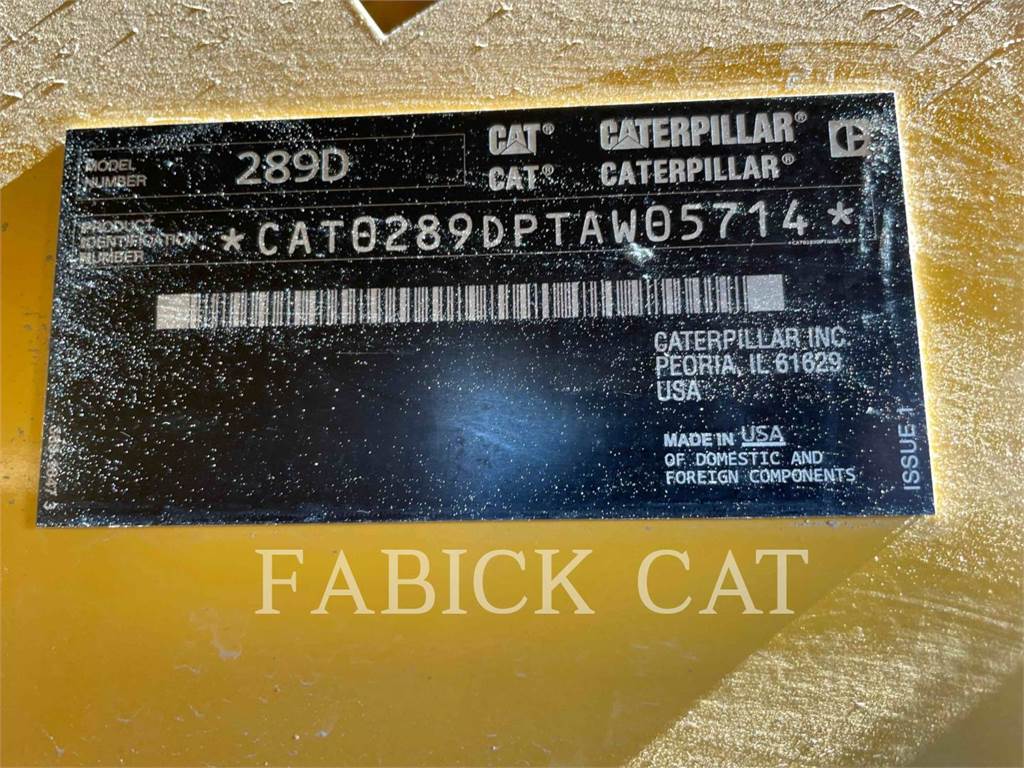 MODEL NUMBER 289D
CAT® CATERPILLAR®
CAT® CATERPILLAR®
PRODUCT IDENTIFICATION NUMBER *CAT0289DPTAW05714*
CATERPILLAR INC
PEORIA, IL 61629
USA
MADE IN USA
OF DOMESTIC AND
FOREIGN COMPONENTS
ISSUE 1
FABICK CAT